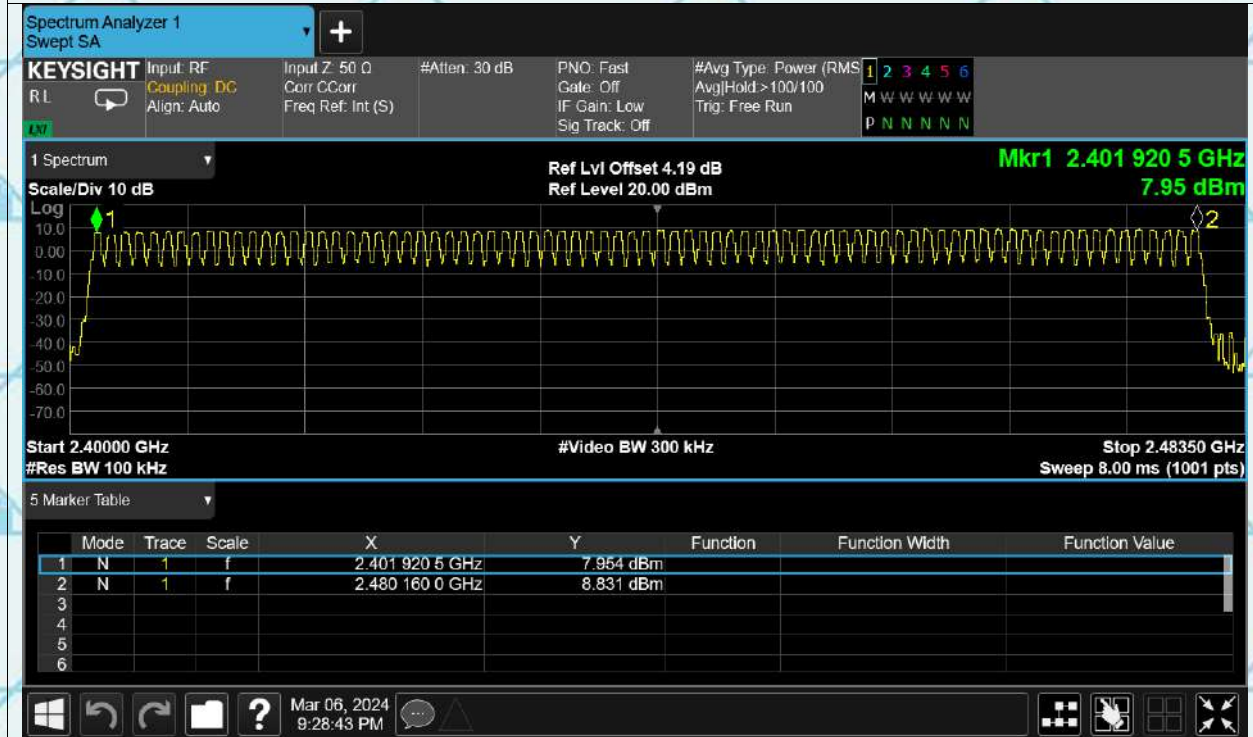 Spectrum Analyzer 1
Swept SA
+
KEYSIGHT
RL
LXI
Input: RF
Coupling: DC
Align: Auto
Input Z: 50 Ω
Corr CCorr
Freq Ref: Int (S)
#Atten: 30 dB
PNO: Fast
Gate: Off
IF Gain: Low
Sig Track: Off
#Avg Type: Power (RMS
Avg|Hold:>100/100
Trig: Free Run
1 2 3 4 5 6
M W W W W W
P N N N N N
1 Spectrum
Scale/Div 10 dB
Ref Lvl Offset 4.19 dB
Ref Level 20.00 dBm
Mkr1 2.401 920 5 GHz
7.95 dBm
Log
1
2
10.0
0.00
-10.0
-20.0
-30.0
-40.0
-50.0
-60.0
-70.0
Start 2.40000 GHz
#Video BW 300 kHz
Stop 2.48350 GHz
#Res BW 100 kHz
Sweep 8.00 ms (1001 pts)
5 Marker Table
Mode Trace Scale X Y Function Function Width Function Value
1 N 1 f 2.401 920 5 GHz 7.954 dBm
2 N 1 f 2.480 160 0 GHz 8.831 dBm
3
4
5
6
?
Mar 06, 2024
9:28:43 PM